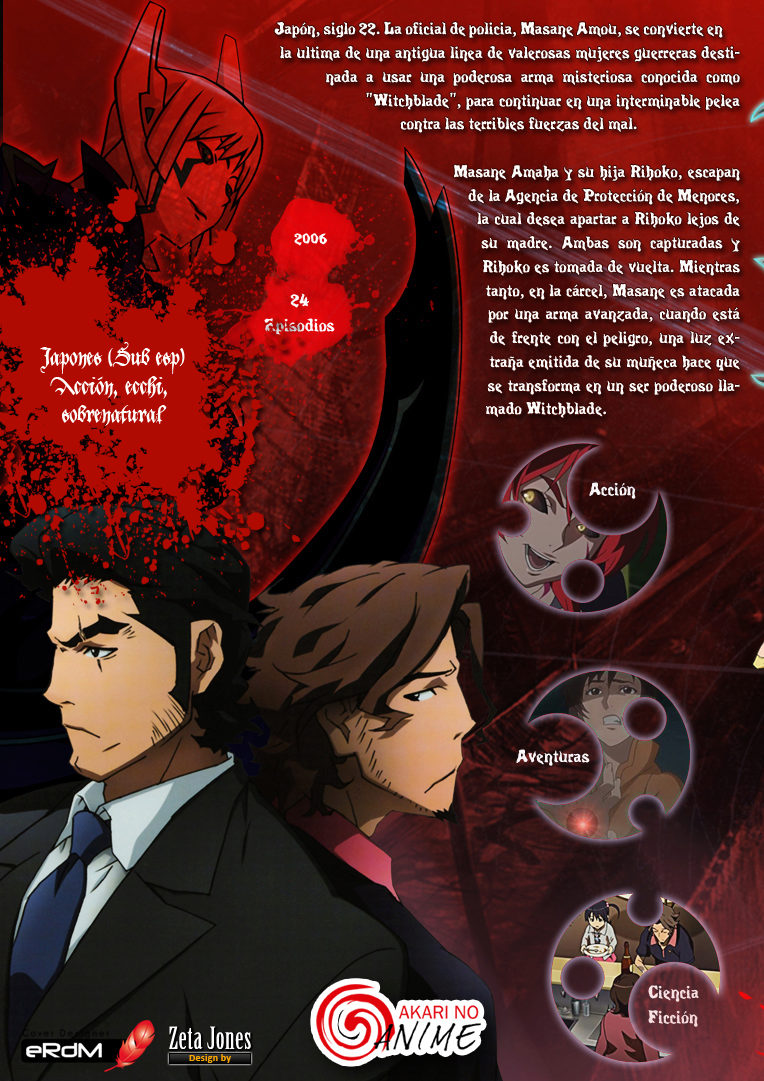 Japón, siglo 22. La oficial de policia, Masane Amou, se convierte en
la ultima de una antigua linea de valerosas mujeres guerreras desti-
nada a usar una poderosa arma misteriosa conocida como
"Witchblade", para continuar en una interminable pelea
contra las terribles fuerzas del mal.
Masane Amaha y su hija Rihoko, escapan
de la Agencia de Protección de Menores,
la cual desea apartar a Rihoko lejos de
su madre. Ambas son capturadas y
Rihoko es tomada de vuelta. Mientras
tanto, en la cárcel, Masane es atacada
por una arma avanzada, cuando está
de frente con el peligro, una luz ex-
traña emitida de su muñeca hace que
se transforma en un ser poderoso lla-
mado Witchblade.
2006
24
Episodios
Japones (Sub esp)
Acción, ecchi,
sobrenatural
Acción
Aventuras
Ciencia
Ficción
Cover Designer
eRdM
Zeta Jones
Design by
AKARI NO
ANIME